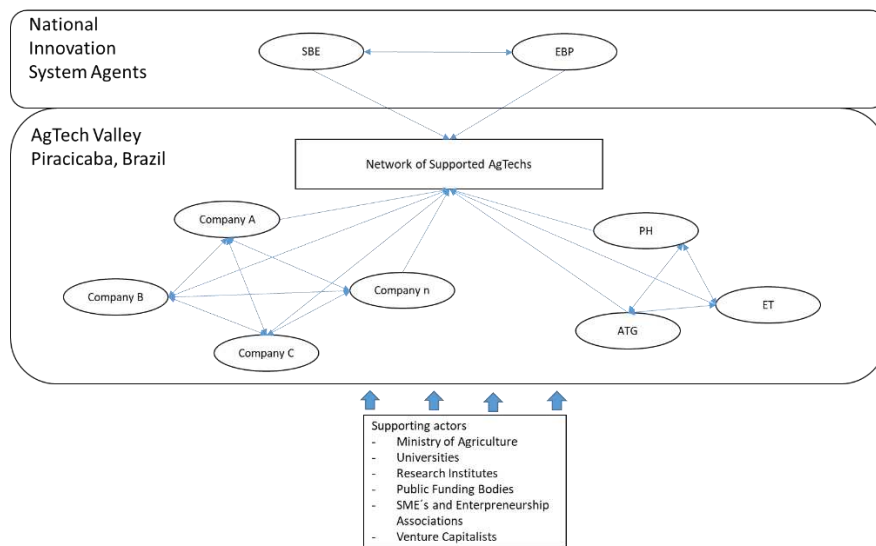 National
Innovation
System Agents
SBE
EBP
AgTech Valley
Piracicaba, Brazil
Network of Supported AgTechs
Company A
PH
Company B
Company n
ET
ATG
Company C
Supporting actors
- Ministry of Agriculture
- Universities
- Research Institutes
- Public Funding Bodies
- SME´s and Enterpreneurship
Associations
- Venture Capitalists